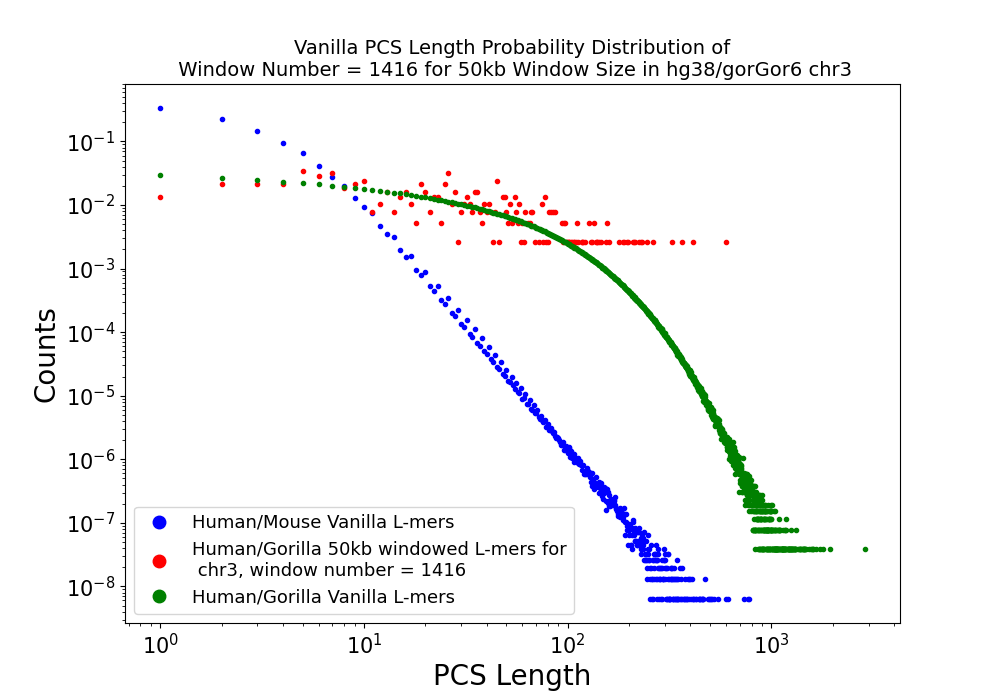 Vanilla PCS Length Probability Distribution of
Window Number = 1416 for 50kb Window Size in hg38/gorGor6 chr3
Counts
10⁻¹
10⁻²
10⁻³
10⁻⁴
10⁻⁵
10⁻⁶
10⁻⁷
10⁻⁸
Human/Mouse Vanilla L-mers
Human/Gorilla 50kb windowed L-mers for
chr3, window number = 1416
Human/Gorilla Vanilla L-mers
10⁰ 10¹ 10² 10³
PCS Length